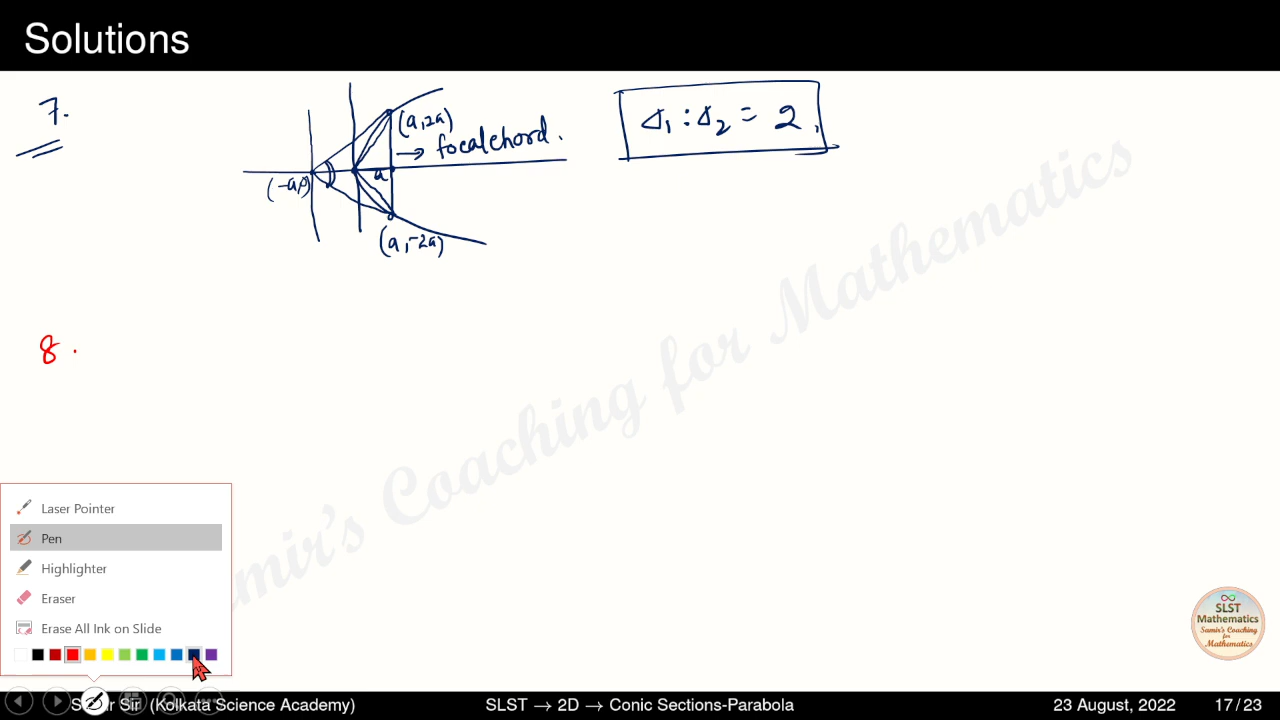 Solutions
7.
(a,2a)
→ focal chord.
(-a,0)
a
(a,-2a)
Δ1 : Δ2 = 2.
8.
Samir's Coaching for Mathematics
Laser Pointer
Pen
Highlighter
Eraser
Erase All Ink on Slide
SLST
Mathematics
Samir's Coaching
for
Mathematics
Sir (Kolkata Science Academy)
SLST → 2D → Conic Sections-Parabola
23 August, 2022
17 / 23